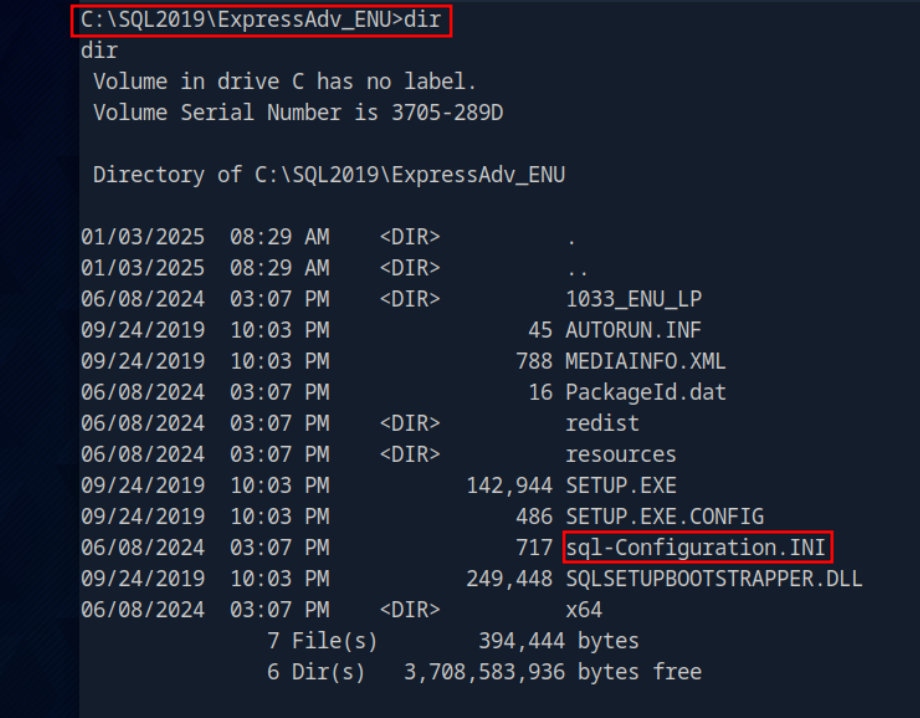 C:\SQL2019\ExpressAdv_ENU>dir
dir
 Volume in drive C has no label.
 Volume Serial Number is 3705-289D

 Directory of C:\SQL2019\ExpressAdv_ENU

01/03/2025  08:29 AM    <DIR>          .
01/03/2025  08:29 AM    <DIR>          ..
06/08/2024  03:07 PM    <DIR>          1033_ENU_LP
09/24/2019  10:03 PM                45 AUTORUN.INF
09/24/2019  10:03 PM               788 MEDIAINFO.XML
06/08/2024  03:07 PM                16 PackageId.dat
06/08/2024  03:07 PM    <DIR>          redist
06/08/2024  03:07 PM    <DIR>          resources
09/24/2019  10:03 PM           142,944 SETUP.EXE
09/24/2019  10:03 PM               486 SETUP.EXE.CONFIG
06/08/2024  03:07 PM               717 sql-Configuration.INI
09/24/2019  10:03 PM           249,448 SQLSETUPBOOTSTRAPPER.DLL
06/08/2024  03:07 PM    <DIR>          x64
               7 File(s)        394,444 bytes
               6 Dir(s)   3,708,583,936 bytes free